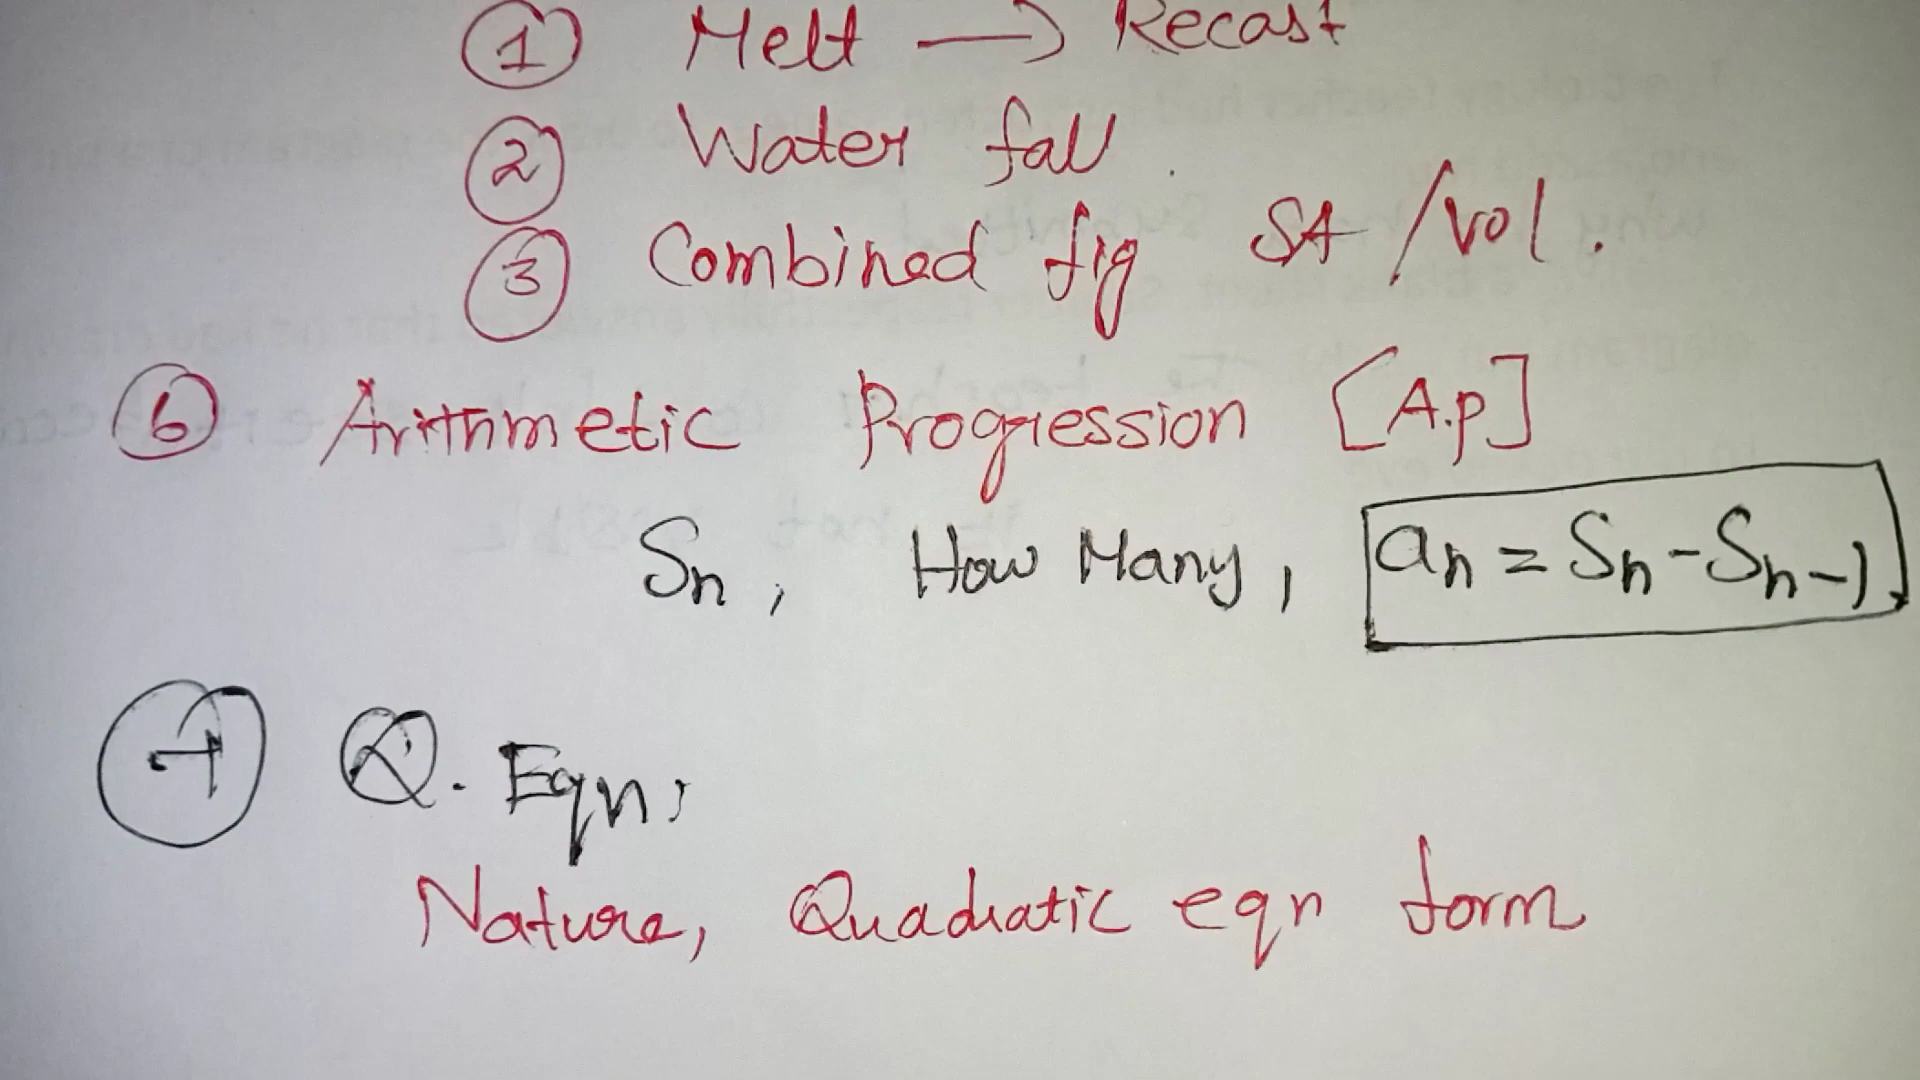 ① Melt → Recast
② Water fall
③ Combined fig SA/vol.
⑥ Arithmetic Progression [A.P]
Sn, How Many, an = Sn - Sn-1
⑦ Q. Eqn,
Nature, Quadratic eqn form